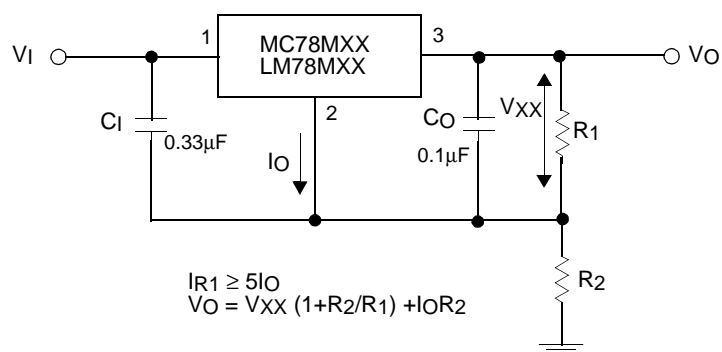 VI
1
MC78MXX
LM78MXX
3
VO
2
CI
0.33μF
IO
CO
0.1μF
VXX
R1
R2
IR1 ≥ 5IO
VO = VXX (1+R2/R1) +IOR2